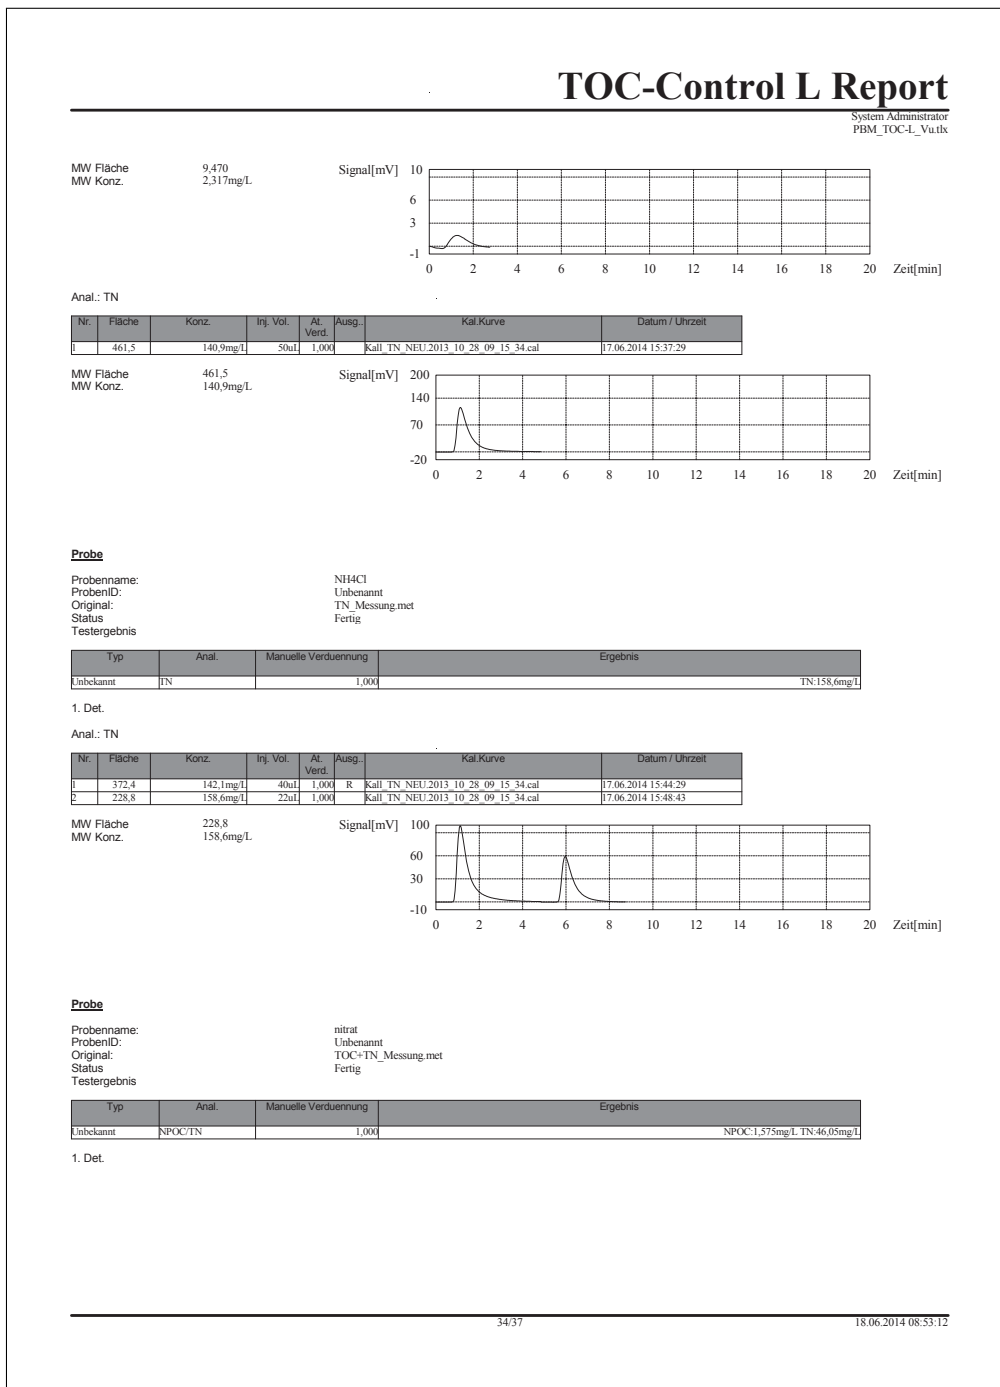 TOC-Control L Report
System Administrator
PBM_TOC-L_Vu.tlx
MW Fläche 9,470
MW Konz. 2,317mg/L
Signal[mV] 10
6
3
-1
0 2 4 6 8 10 12 14 16 18 20 Zeit[min]
Anal.: TN
Nr. Fläche Konz. Inj. Vol. At. Verd. Ausg.. Kal.Kurve Datum / Uhrzeit
1 461,5 140,9mg/L 50uL 1,000 Kall_TN_NEU.2013_10_28_09_15_34.cal 17.06.2014 15:37:29
MW Fläche 461,5
MW Konz. 140,9mg/L
Signal[mV] 200
140
70
-20
0 2 4 6 8 10 12 14 16 18 20 Zeit[min]
Probe
Probenname: NH4Cl
ProbenID: Unbenannt
Original: TN_Messung.met
Status Fertig
Testergebnis
Typ Anal. Manuelle Verduennung Ergebnis
Unbekannt TN 1,000 TN:158,6mg/L
1. Det.
Anal.: TN
Nr. Fläche Konz. Inj. Vol. At. Verd. Ausg.. Kal.Kurve Datum / Uhrzeit
1 372,4 142,1mg/L 40uL 1,000 R Kall_TN_NEU.2013_10_28_09_15_34.cal 17.06.2014 15:44:29
2 228,8 158,6mg/L 22uL 1,000 Kall_TN_NEU.2013_10_28_09_15_34.cal 17.06.2014 15:48:43
MW Fläche 228,8
MW Konz. 158,6mg/L
Signal[mV] 100
60
30
-10
0 2 4 6 8 10 12 14 16 18 20 Zeit[min]
Probe
Probenname: nitrat
ProbenID: Unbenannt
Original: TOC+TN_Messung.met
Status Fertig
Testergebnis
Typ Anal. Manuelle Verduennung Ergebnis
Unbekannt NPOC/TN 1,000 NPOC:1,575mg/L TN:46,05mg/L
1. Det.
34/37 18.06.2014 08:53:12